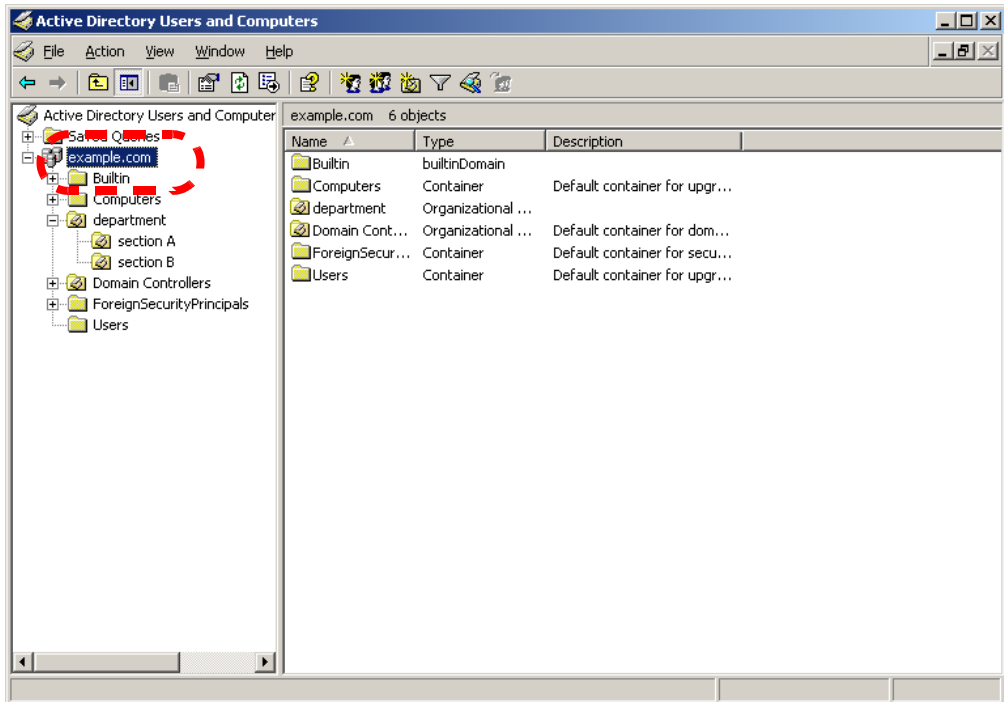 Active Directory Users and Computers
File Action View Window Help
Active Directory Users and Computer
Saved Queries
example.com
Builtin
Computers
department
section A
section B
Domain Controllers
ForeignSecurityPrincipals
Users
example.com 6 objects
Name Type Description
Builtin builtinDomain
Computers Container Default container for upgr...
department Organizational ...
Domain Cont... Organizational ... Default container for dom...
ForeignSecur... Container Default container for secu...
Users Container Default container for upgr...